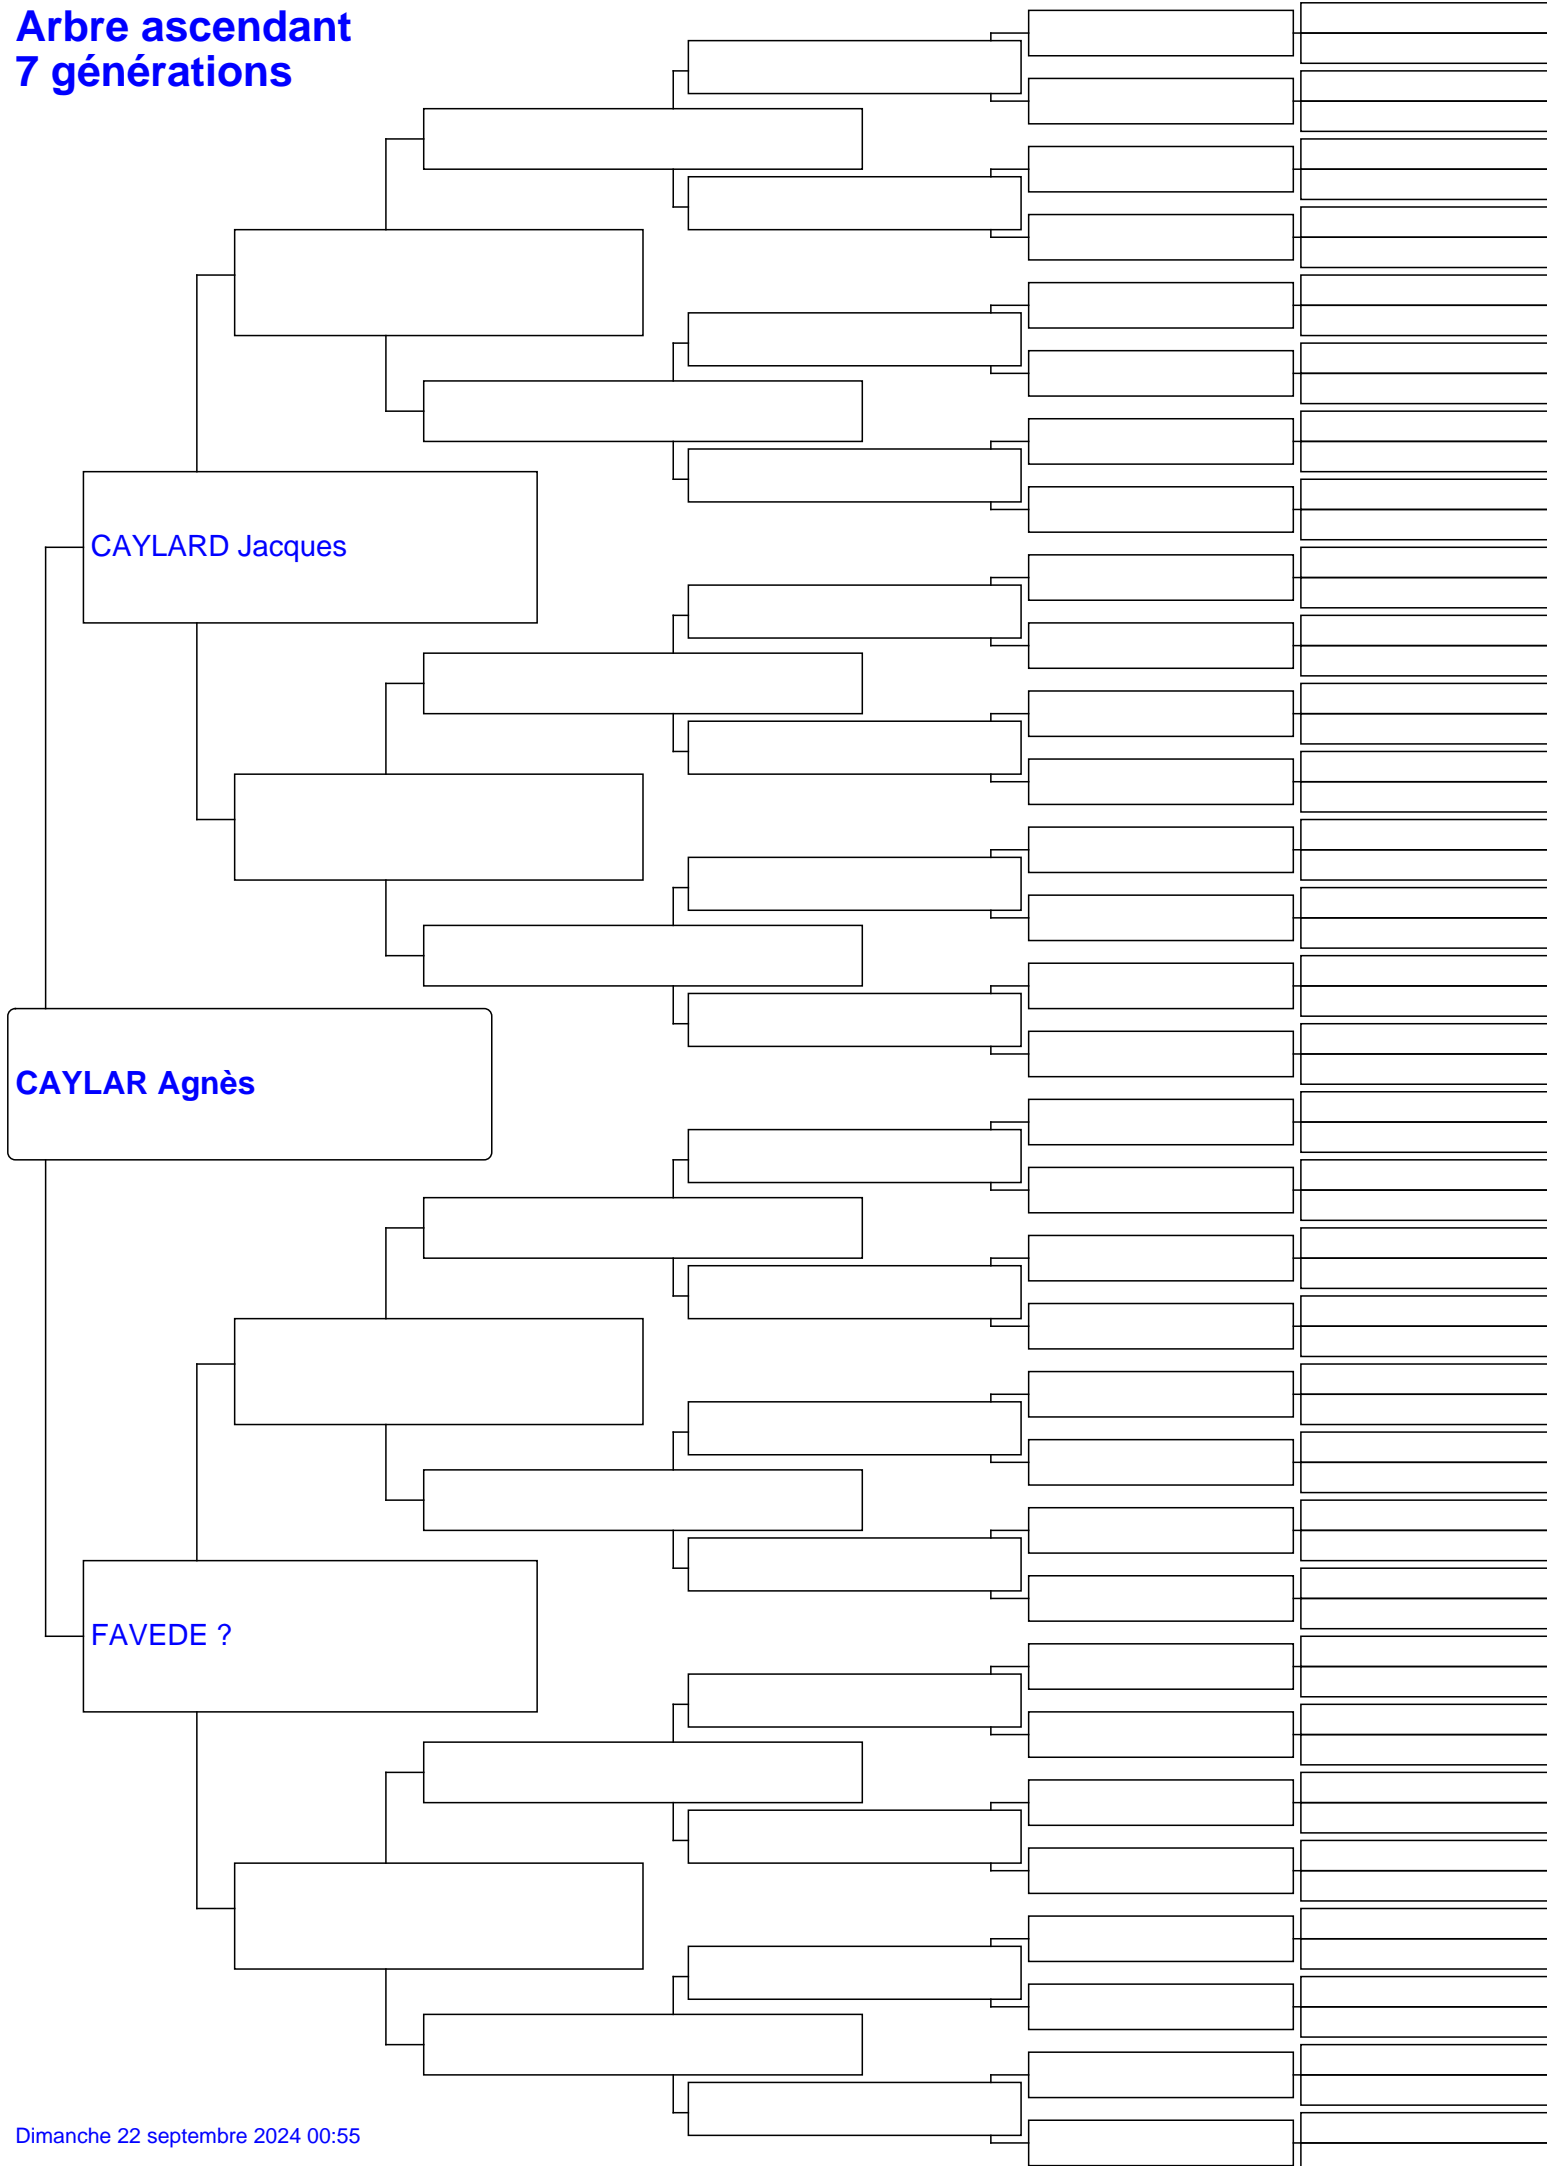 Arbre ascendant
7 générations
CAYLARD Jacques
CAYLAR Agnès
FAVEDE ?
Dimanche 22 septembre 2024 00:55